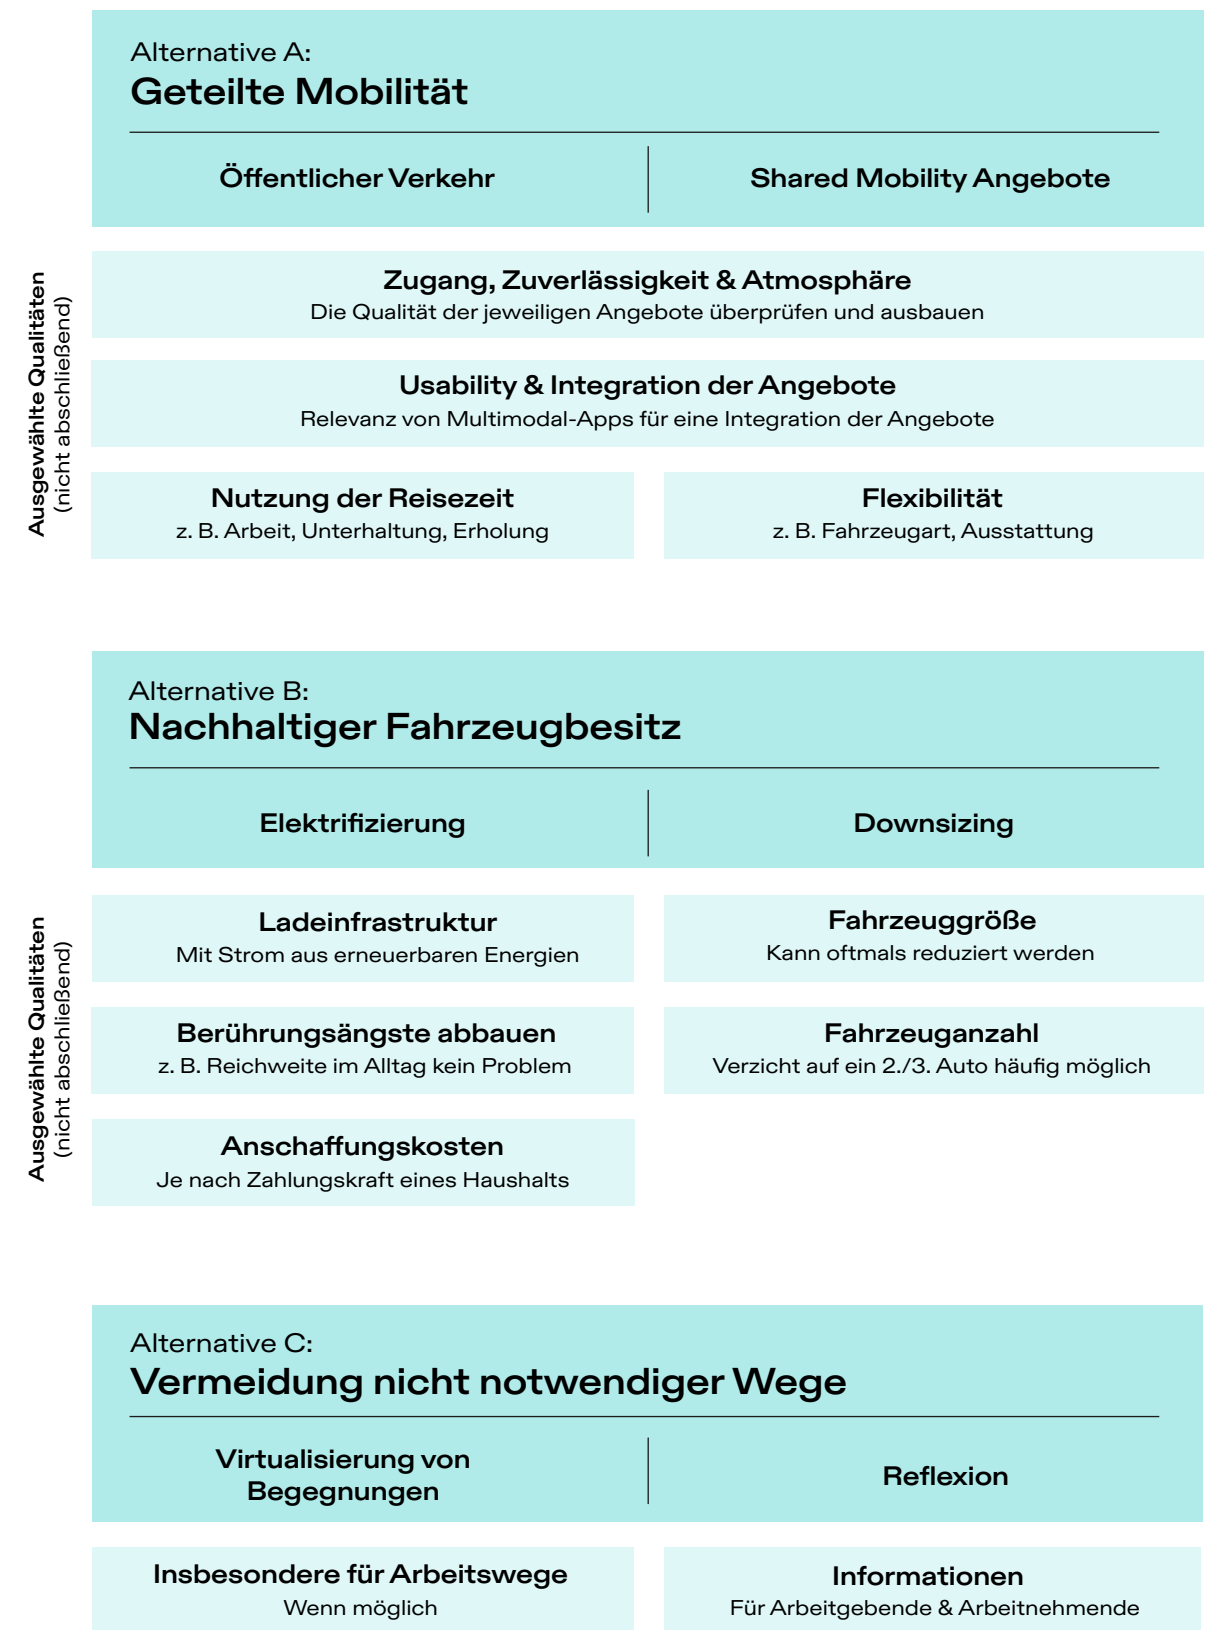 Alternative A:
Geteilte Mobilität
Öffentlicher Verkehr
Shared Mobility Angebote
Ausgewählte Qualitäten
(nicht abschließend)
Zugang, Zuverlässigkeit & Atmosphäre
Die Qualität der jeweiligen Angebote überprüfen und ausbauen
Usability & Integration der Angebote
Relevanz von Multimodal-Apps für eine Integration der Angebote
Nutzung der Reisezeit
z. B. Arbeit, Unterhaltung, Erholung
Flexibilität
z. B. Fahrzeugart, Ausstattung
Alternative B:
Nachhaltiger Fahrzeugbesitz
Elektrifizierung
Downsizing
Ausgewählte Qualitäten
(nicht abschließend)
Ladeinfrastruktur
Mit Strom aus erneuerbaren Energien
Fahrzeuggröße
Kann oftmals reduziert werden
Berührungsängste abbauen
z. B. Reichweite im Alltag kein Problem
Fahrzeuganzahl
Verzicht auf ein 2./3. Auto häufig möglich
Anschaffungskosten
Je nach Zahlungskraft eines Haushalts
Alternative C:
Vermeidung nicht notwendiger Wege
Virtualisierung von
Begegnungen
Reflexion
Insbesondere für Arbeitswege
Wenn möglich
Informationen
Für Arbeitgebende & Arbeitnehmende